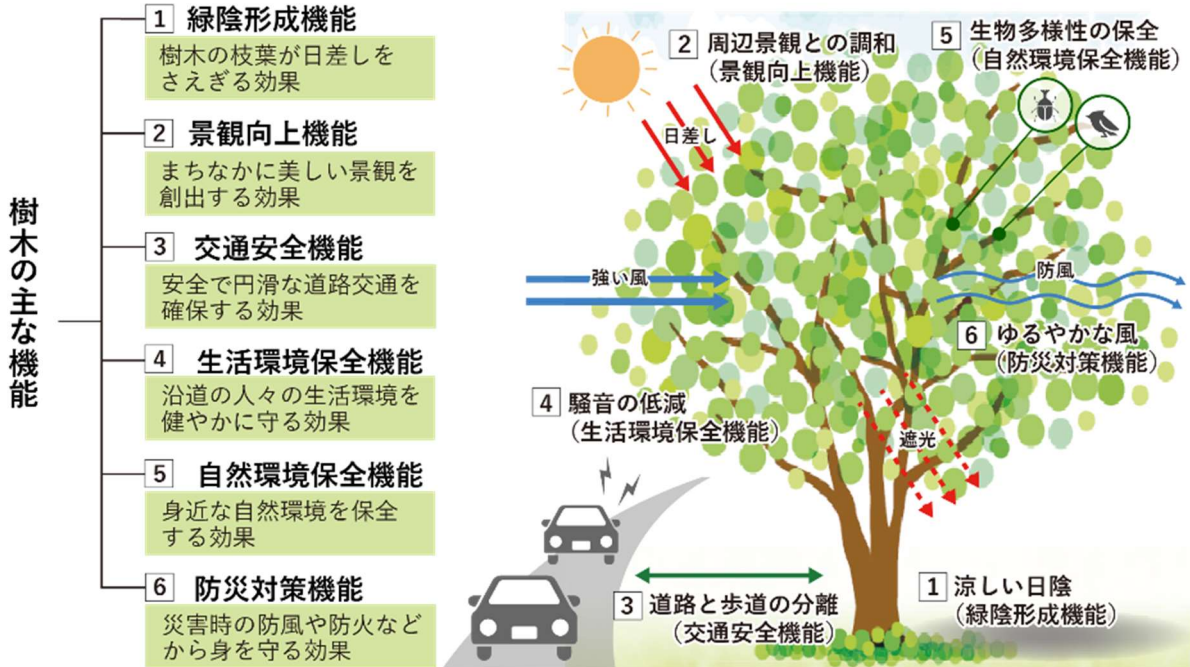 樹木の主な機能
1 緑陰形成機能
樹木の枝葉が日差しを
さえぎる効果
2 景観向上機能
まちなかに美しい景観を
創出する効果
3 交通安全機能
安全で円滑な道路交通を
確保する効果
4 生活環境保全機能
沿道の人々の生活環境を
健やかに守る効果
5 自然環境保全機能
身近な自然環境を保全
する効果
6 防災対策機能
災害時の防風や防火など
から身を守る効果
2 周辺景観との調和
(景観向上機能)
5 生物多様性の保全
(自然環境保全機能)
日差し
強い風
防風
6 ゆるやかな風
(防災対策機能)
4 騒音の低減
(生活環境保全機能)
遮光
3 道路と歩道の分離
(交通安全機能)
1 涼しい日陰
(緑陰形成機能)